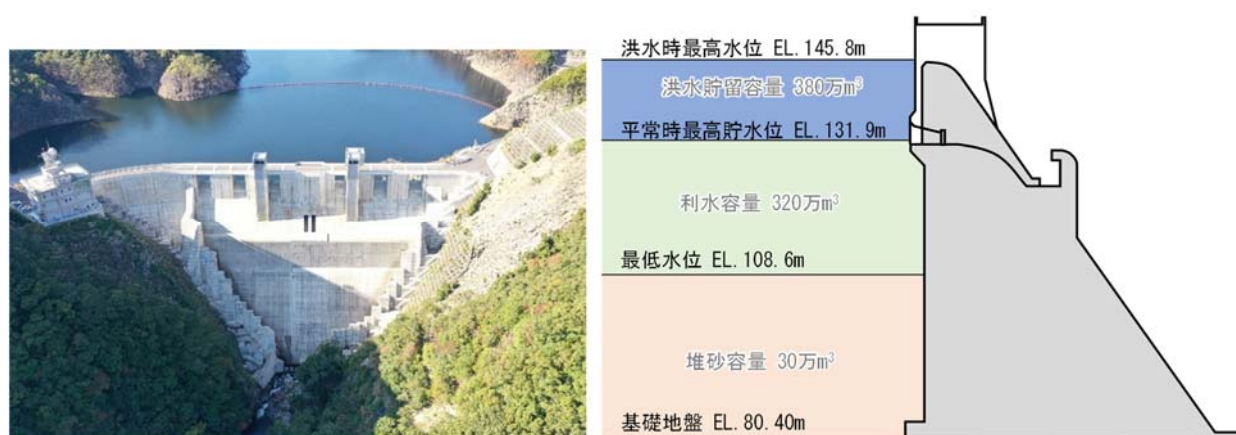 洪水時最高水位 EL.145.8m
洪水貯留容量 380万m³
平常時最高貯水位 EL.131.9m
利水容量 320万m³
最低水位 EL.108.6m
堆砂容量 30万m³
基礎地盤 EL.80.40m